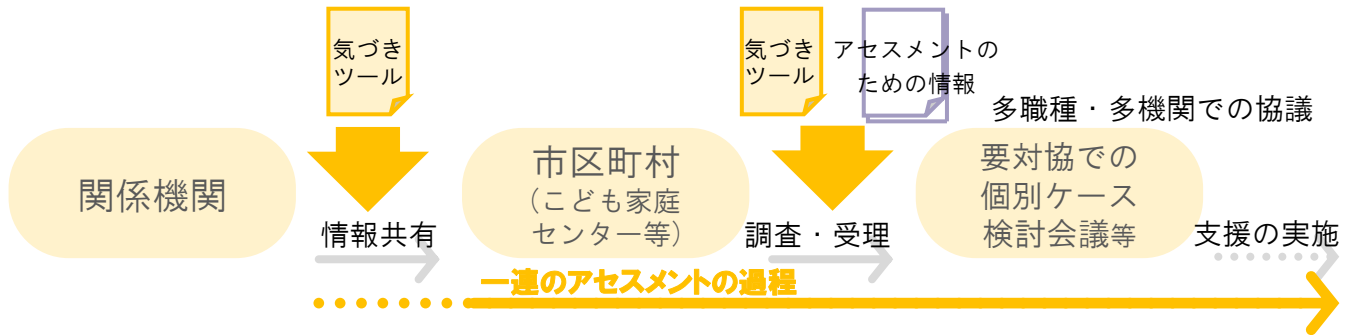 気づき
ツール
気づき
ツール
アセスメントの
ための情報
多職種・多機関での協議
関係機関
市区町村
（こども家庭
センター等）
要対協での
個別ケース
検討会議等
情報共有
調査・受理
支援の実施
一連のアセスメントの過程